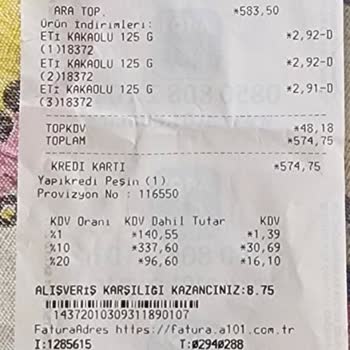 ARA TOP. *583,50
Ürün İndirimleri:
ETİ KAKAOLU 125 G *2,92-D
(1)18372
ETİ KAKAOLU 125 G *2,92-D
(2)18372
ETİ KAKAOLU 125 G *2,91-D
(3)18372
TOPKDV *48,18
TOPLAM *574,75
KREDİ KARTI *574,75
Yapıkredi Peşin (1)
Provizyon No : 116550
KDV Oranı KDV Dahil Tutar KDV
%1 *140,55 *1,39
%10 *337,60 *30,69
%20 *96,60 *16,10
ALIŞVERİŞ KARŞILIĞI KAZANCINIZ:8.75
14372010309311890107
FaturaAdres https://fatura.a101.com.tr
I:1285615 T:02940288